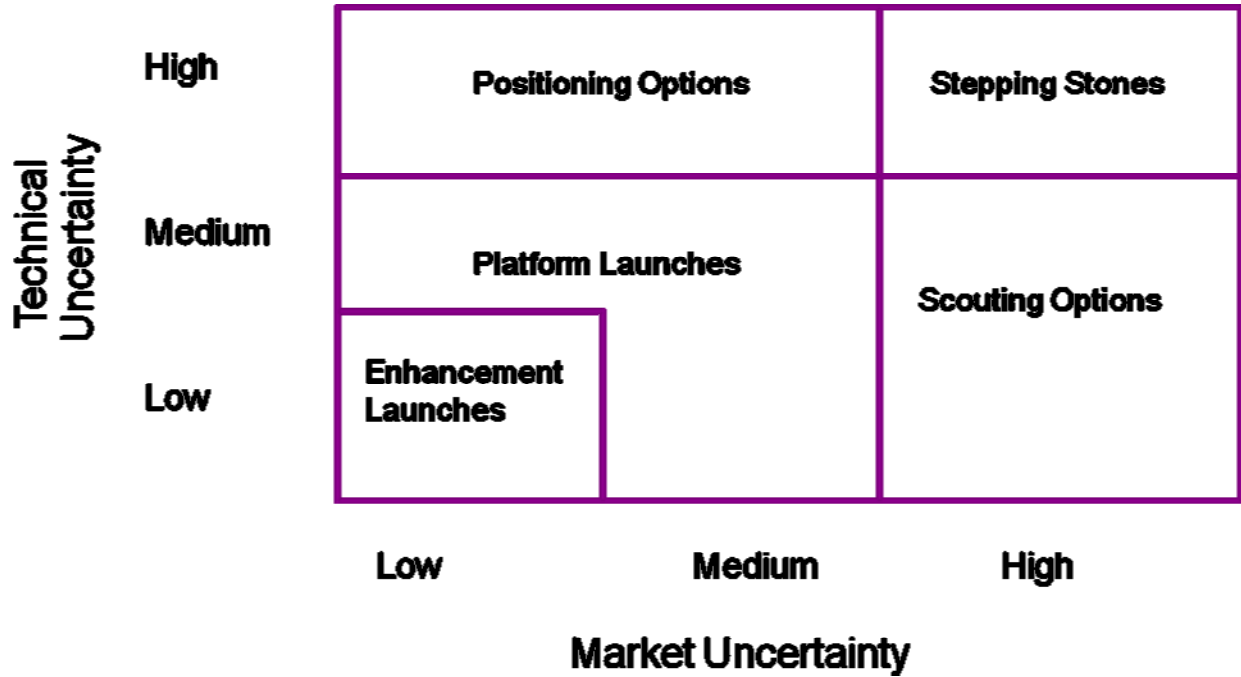 Technical
Uncertainty
High
Positioning Options
Stepping Stones
Medium
Platform Launches
Scouting Options
Low
Enhancement
Launches
Low
Medium
High
Market Uncertainty